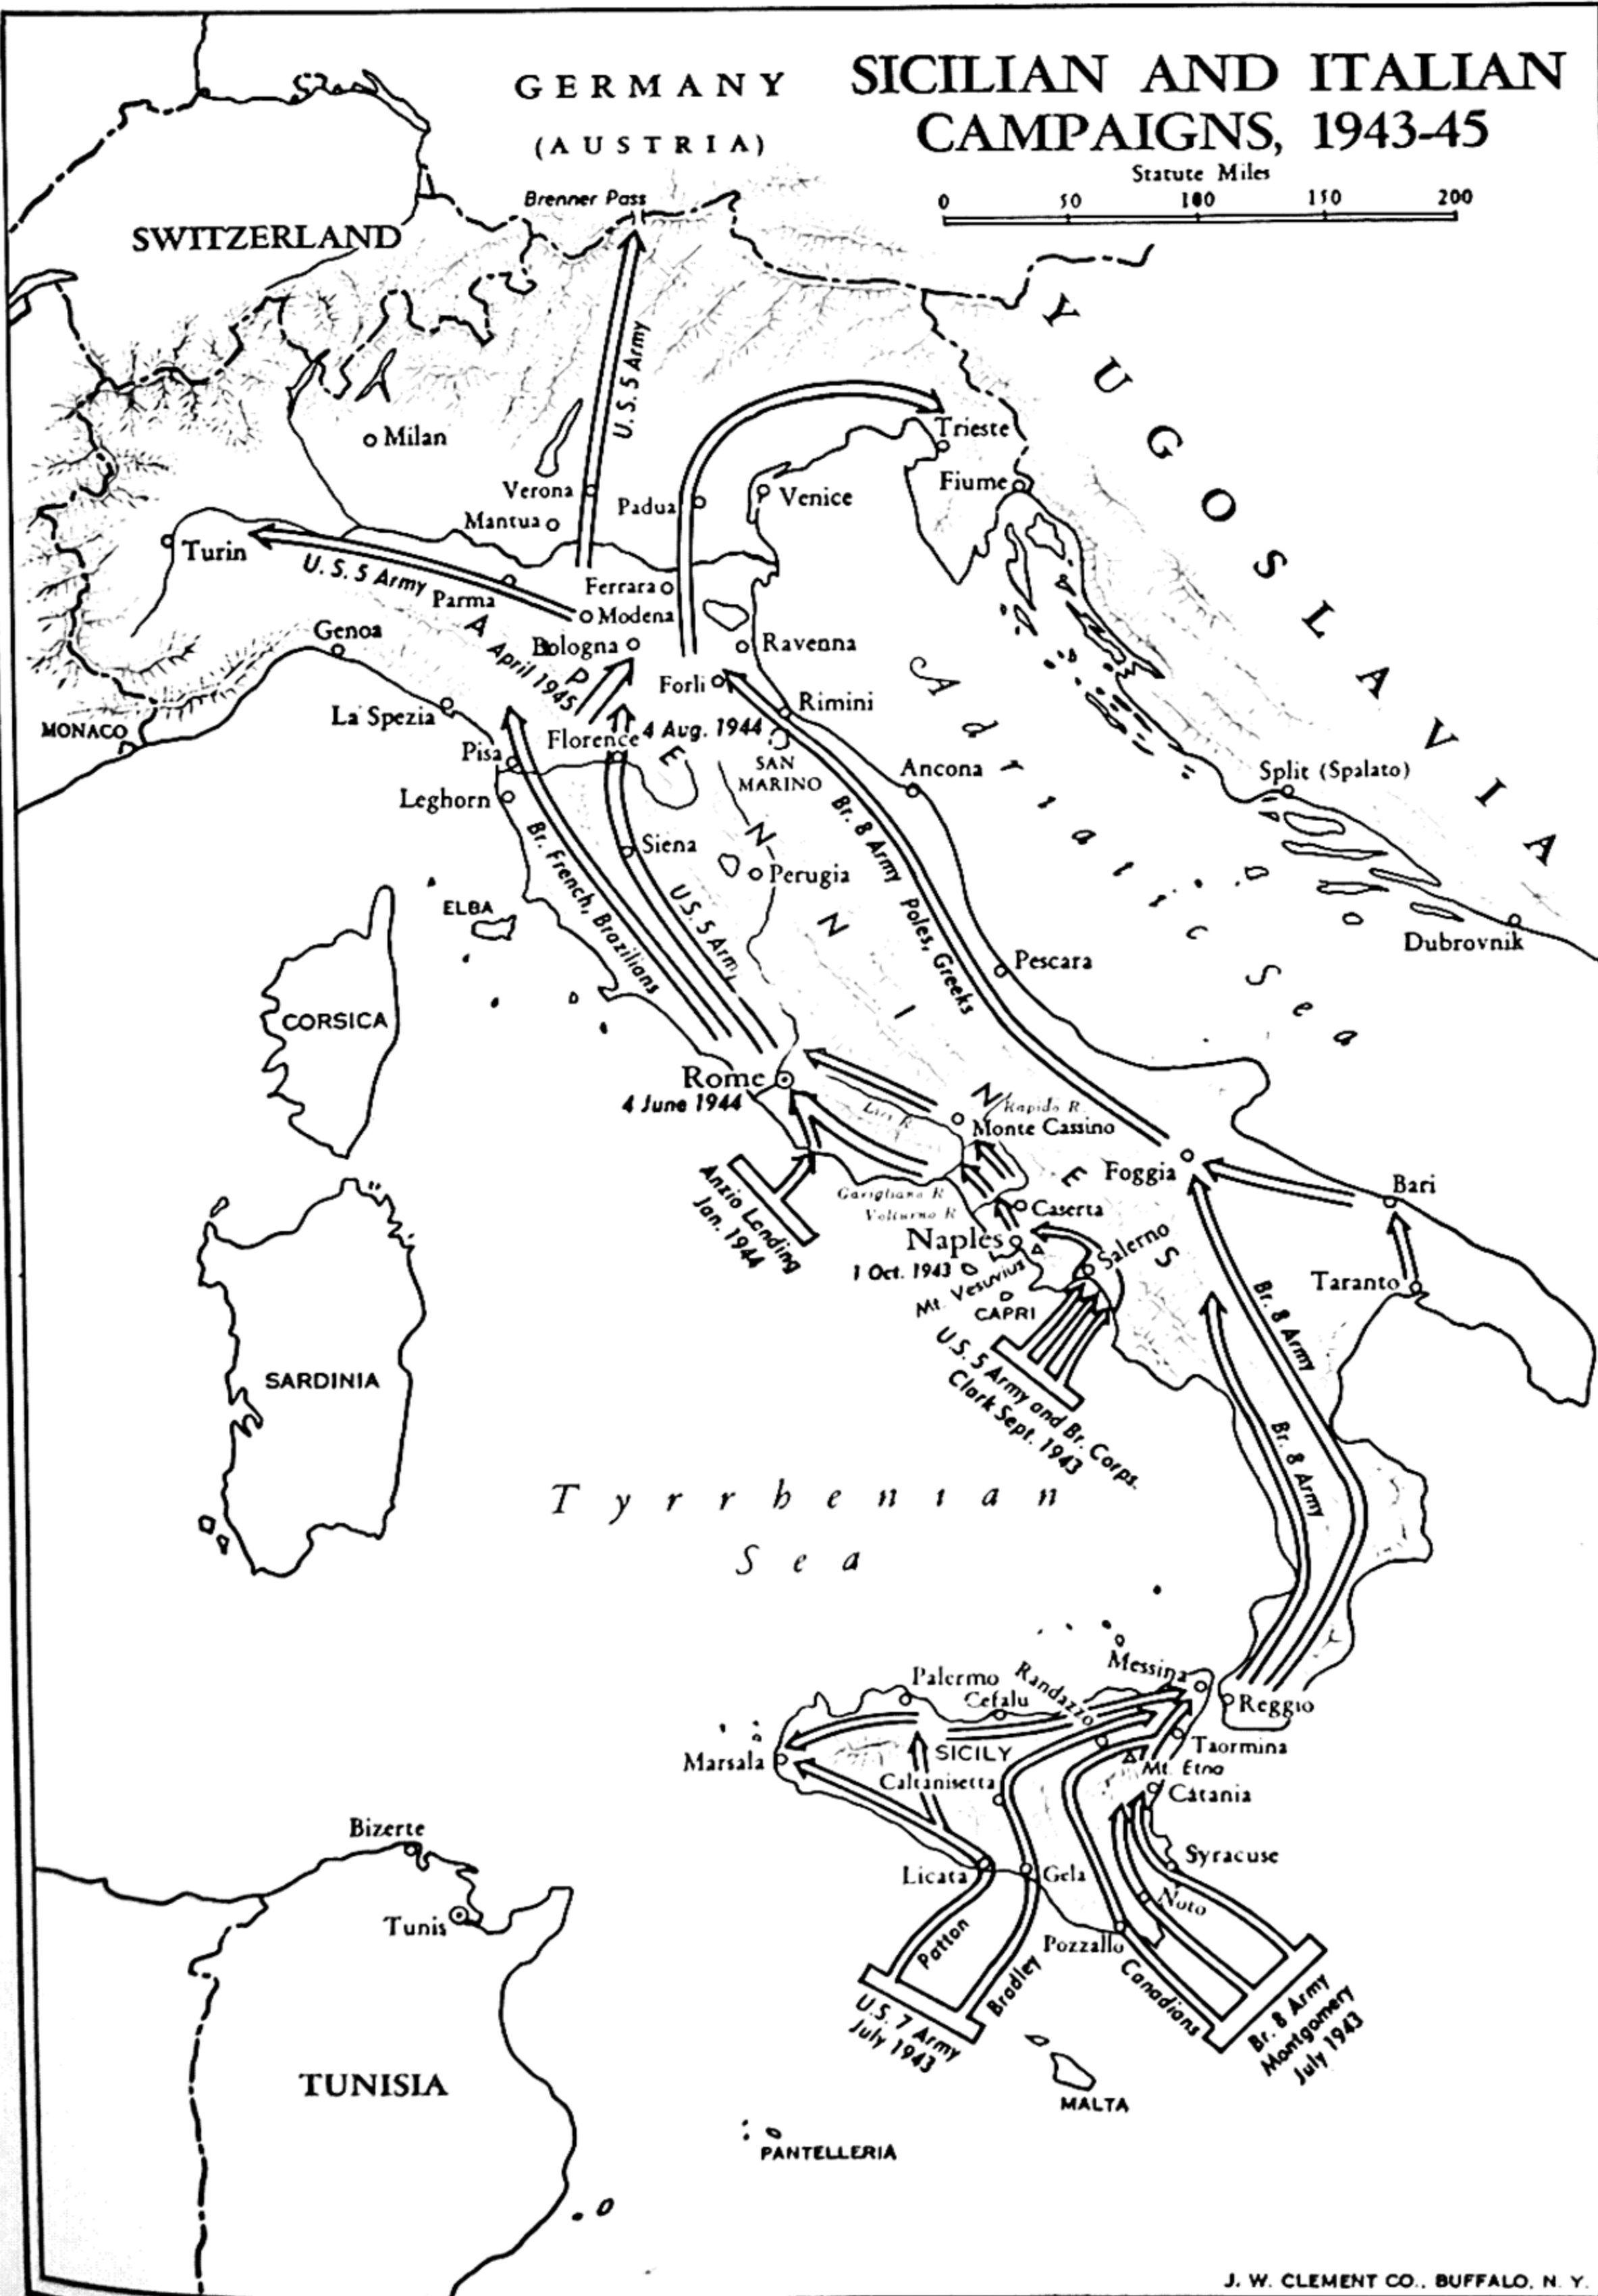 SICILIAN AND ITALIAN
CAMPAIGNS, 1943-45
Statute Miles
0 50 100 150 200
GERMANY
(AUSTRIA)
Brenner Pass
SWITZERLAND
YUGOSLAVIA
U.S. 5 Army
Milan
Trieste
Fiume
Verona
Padua
Venice
Mantua
Turin
U. S. 5 Army
Parma
Ferrara
Modena
Genoa
Bologna
Ravenna
APENNINES
April 1945
Forli
La Spezia
Rimini
MONACO
4 Aug. 1944
Pisa
Florence
SAN
MARINO
Ancona
Split (Spalato)
Leghorn
Adriatic Sea
Siena
Br. 8 Army Poles, Greeks
Perugia
Br. French, Brazilians
U.S. 5 Arm
ELBA
Dubrovnik
Pescara
CORSICA
Rome
4 June 1944
Liri R
Rapido R.
Monte Cassino
Foggia
Anzio Landing
Jan. 1944
Garigliano R
Volturno R
Bari
Caserta
Naples
Salerno
1 Oct. 1943
Mt. Vesuvius
CAPRI
Taranto
Br. 8 Army
U.S. 5 Army and Br. Corps.
Clark Sept. 1943
SARDINIA
Br. 8 Army
Tyrrhenian
Sea
Messina
Palermo
Randazzo
Cefalu
Reggio
Taormina
Marsala
SICILY
Mt. Etna
Caltanisetta
Catania
Bizerte
Syracuse
Licata
Gela
Noto
Tunis
Patton
Pozzallo
Bradley
Canadians
U.S. 7 Army
July 1943
Br. 8 Army
Montgomery
July 1943
TUNISIA
MALTA
PANTELLERIA
J. W. CLEMENT CO., BUFFALO, N. Y.